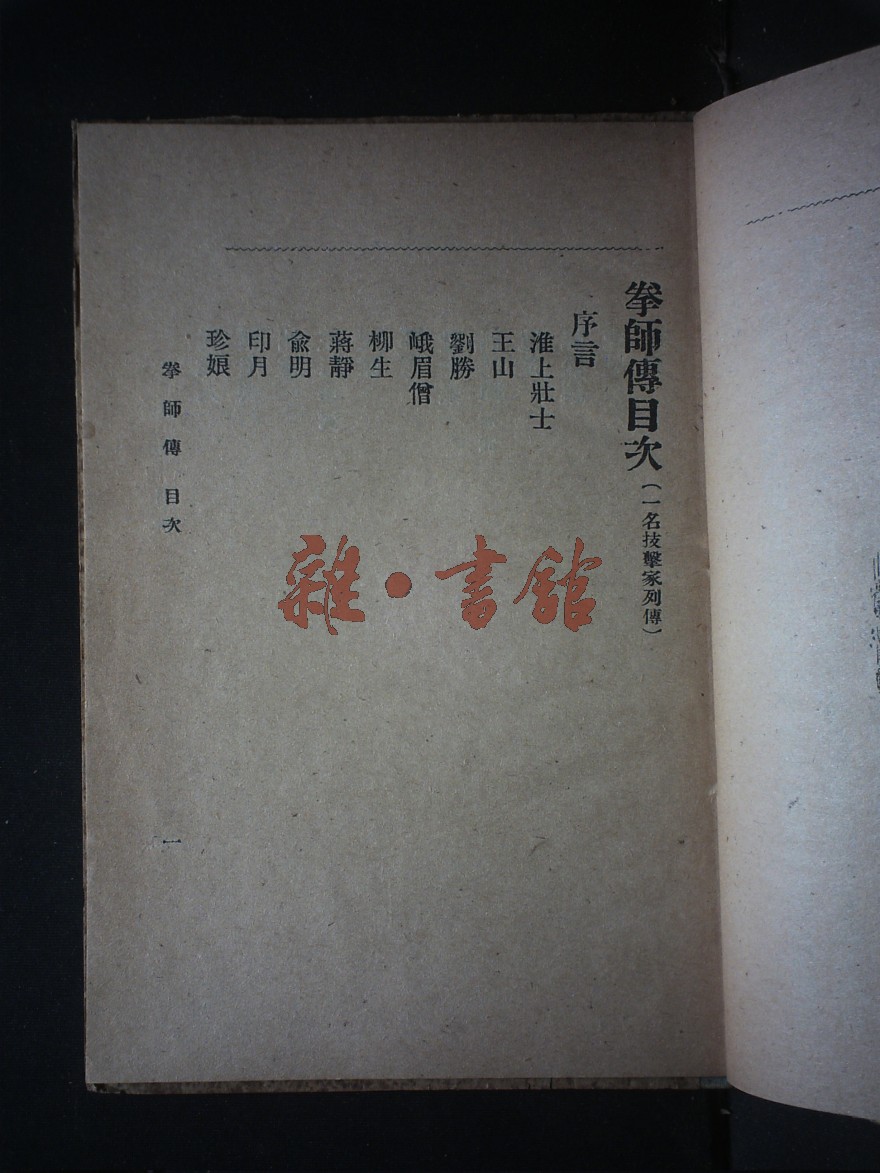 拳師傳目次（一名技擊家列傳）
序言
淮上壯士
王山
劉勝
峨眉僧
柳生
蔣靜
俞明
印月
珍娘
拳師傳 目次
一
雜·書館